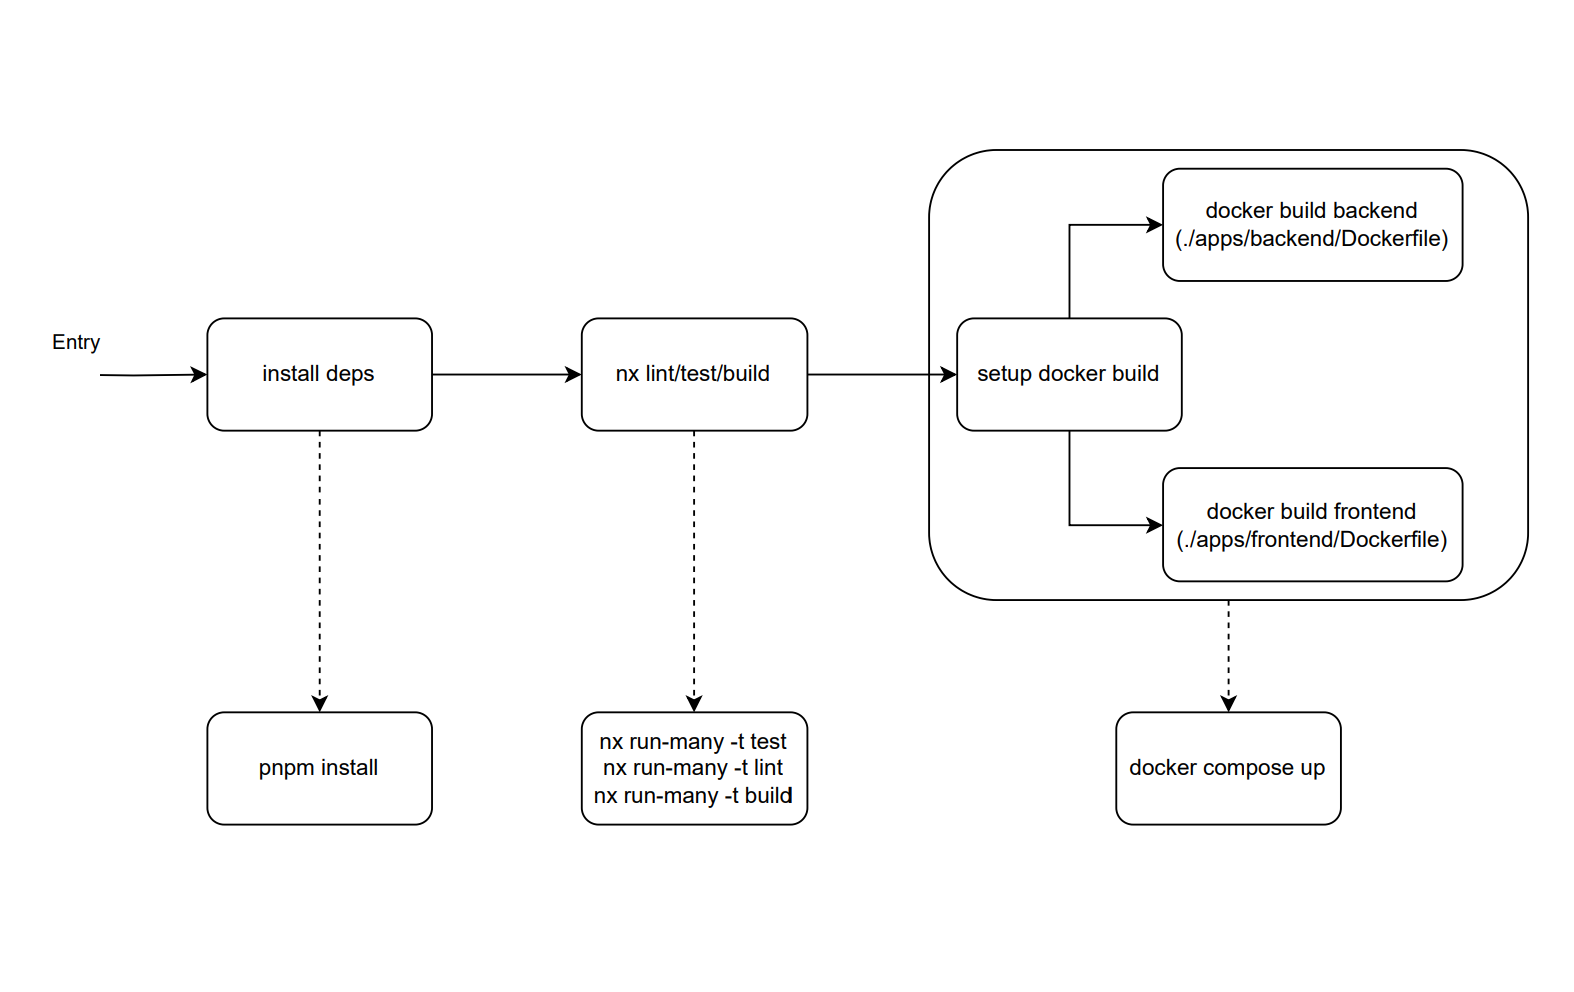 Entry
install deps
nx lint/test/build
setup docker build
docker build backend
(./apps/backend/Dockerfile)
docker build frontend
(./apps/frontend/Dockerfile)
pnpm install
nx run-many -t test
nx run-many -t lint
nx run-many -t build
docker compose up